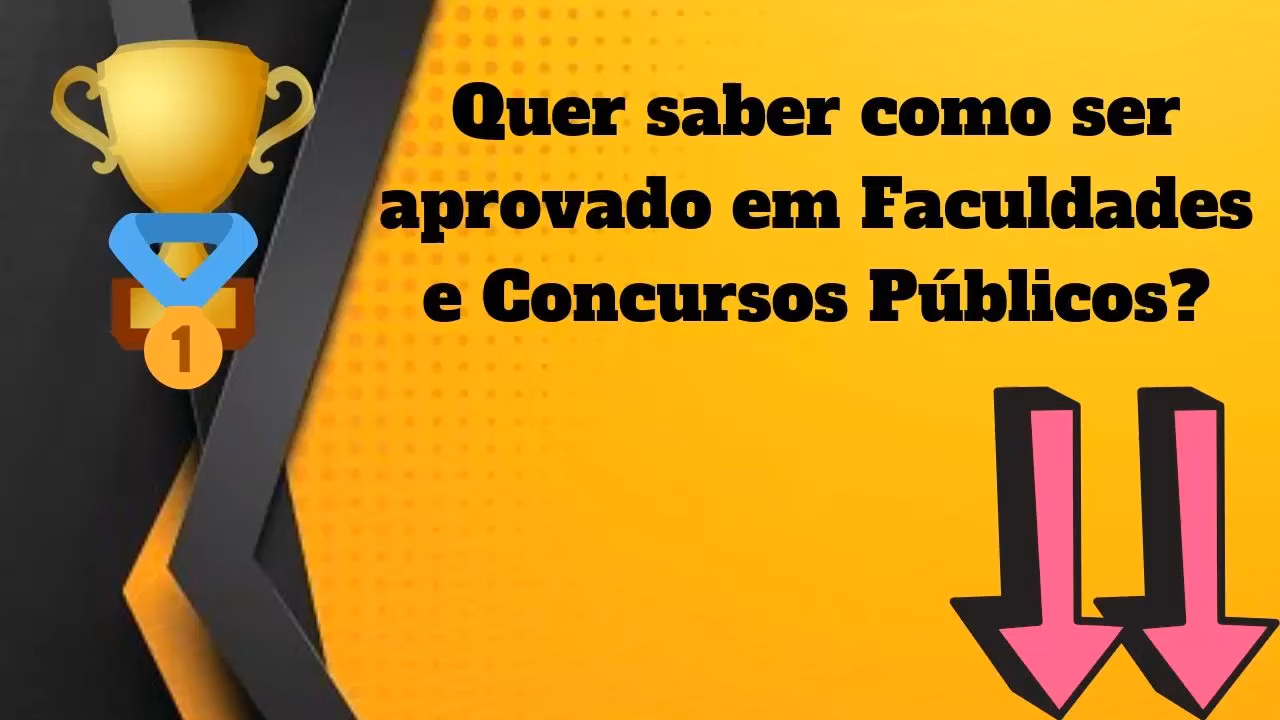 Quer saber como ser
aprovado em Faculdades
e Concursos Públicos?
1